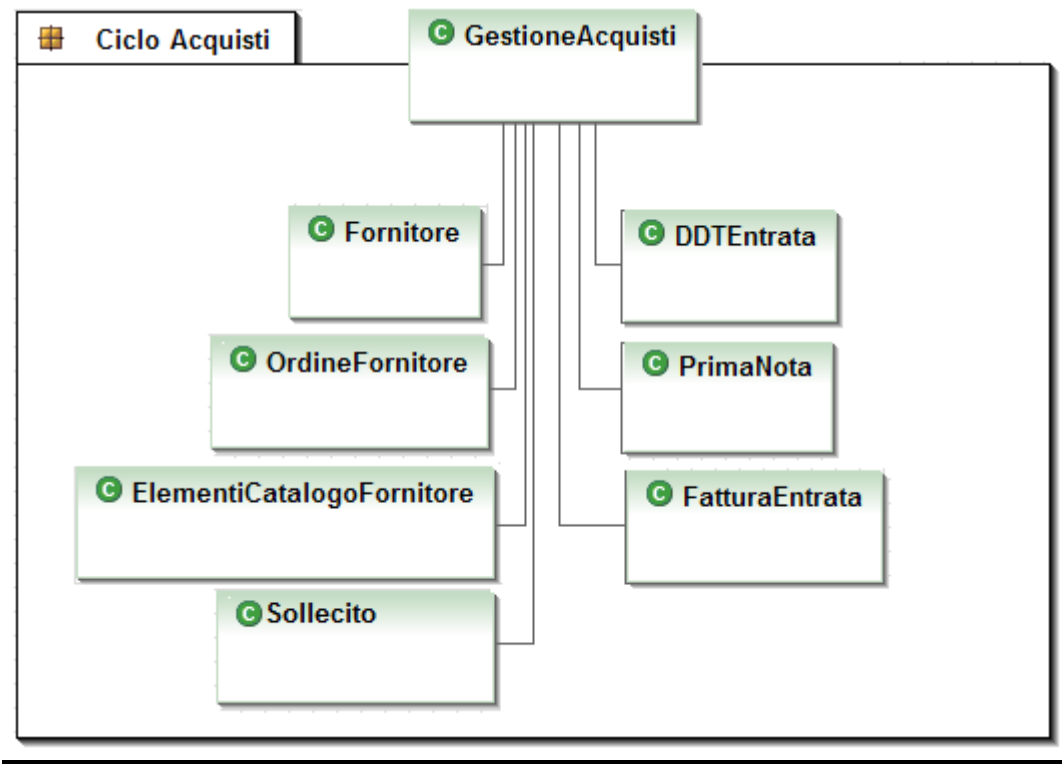 Ciclo Acquisti
C GestioneAcquisti
C Fornitore
C DDTEntrata
C OrdineFornitore
C PrimaNota
C ElementiCatalogoFornitore
C FatturaEntrata
C Sollecito